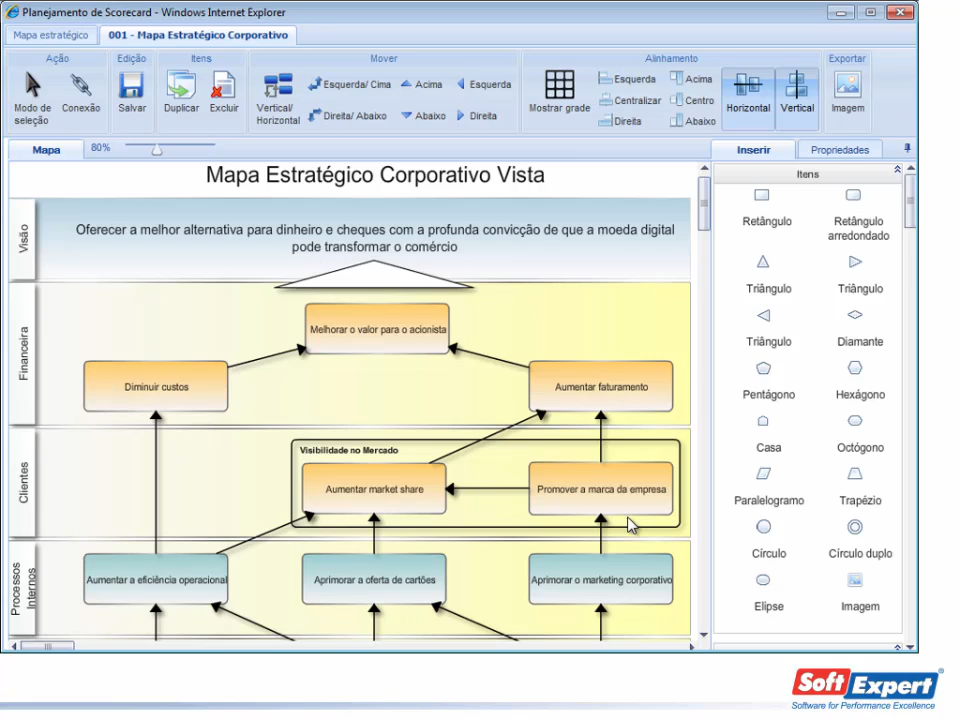 Planejamento de Scorecard - Windows Internet Explorer
Mapa estratégico
001 - Mapa Estratégico Corporativo
Ação
Edição
Itens
Mover
Alinhamento
Exportar
Modo de
seleção
Conexão
Salvar
Duplicar
Excluir
Vertical/
Horizontal
Esquerda/ Cima
Acima
Esquerda
Direita/ Abaixo
Abaixo
Direita
Mostrar grade
Esquerda
Acima
Centralizar
Centro
Direita
Abaixo
Horizontal
Vertical
Imagem
Mapa
80%
Inserir
Propriedades
Mapa Estratégico Corporativo Vista
Visão
Oferecer a melhor alternativa para dinheiro e cheques com a profunda convicção de que a moeda digital
pode transformar o comércio
Financeira
Melhorar o valor para o acionista
Diminuir custos
Aumentar faturamento
Clientes
Visibilidade no Mercado
Aumentar market share
Promover a marca da empresa
Processos
Internos
Aumentar a eficiência operacional
Aprimorar a oferta de cartões
Aprimorar o marketing corporativo
Itens
Retângulo
Retângulo
arredondado
Triângulo
Triângulo
Triângulo
Diamante
Pentágono
Hexágono
Casa
Octógono
Paralelogramo
Trapézio
Círculo
Círculo duplo
Elipse
Imagem
SoftExpert®
Software for Performance Excellence